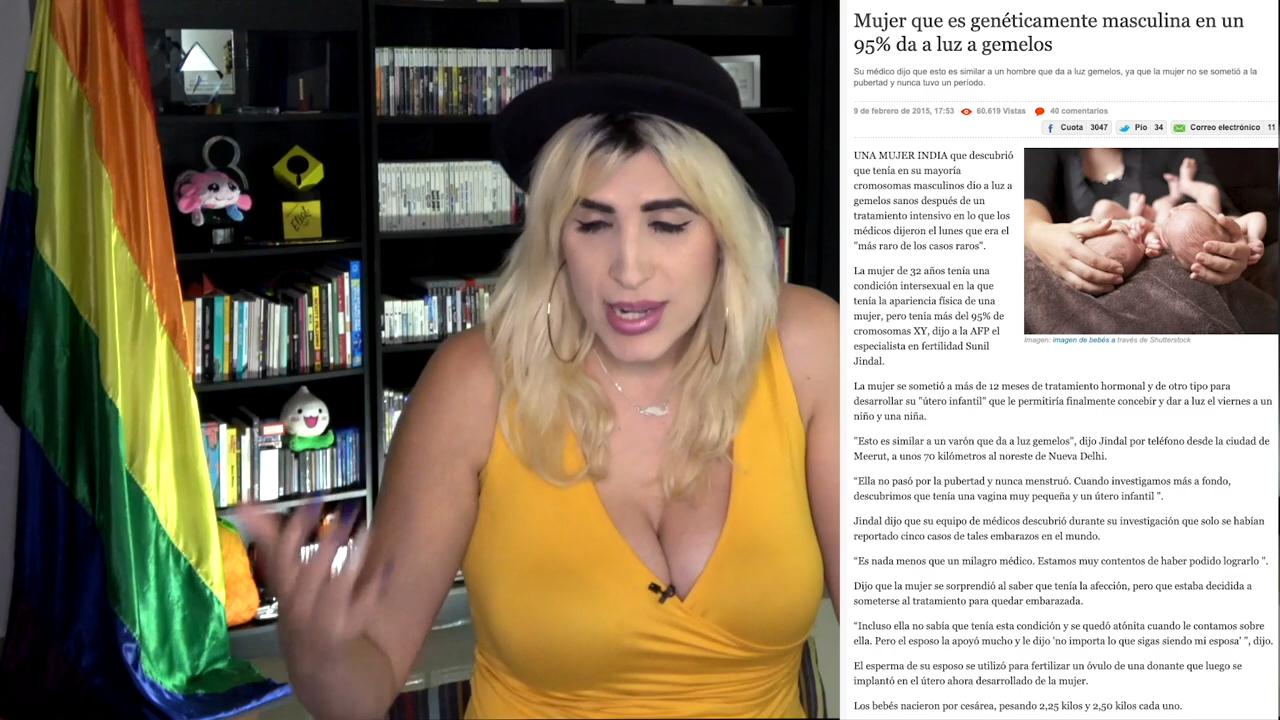 Mujer que es genéticamente masculina en un
95% da a luz a gemelos
Su médico dijo que esto es similar a un hombre que da a luz gemelos, ya que la mujer no se sometió a la
pubertad y nunca tuvo un período.
9 de febrero de 2015, 17:53 60.619 Vistas 40 comentarios
Cuota 3047 Pío 34 Correo electrónico 11
UNA MUJER INDIA que descubrió
que tenía en su mayoría
cromosomas masculinos dio a luz a
gemelos sanos después de un
tratamiento intensivo en lo que los
médicos dijeron el lunes que era el
"más raro de los casos raros".
La mujer de 32 años tenía una
condición intersexual en la que
tenía la apariencia física de una
mujer, pero tenía más del 95% de
cromosomas XY, dijo a la AFP el
especialista en fertilidad Sunil
Jindal.
Imagen: imagen de bebés a través de Shutterstock
La mujer se sometió a más de 12 meses de tratamiento hormonal y de otro tipo para
desarrollar su "útero infantil" que le permitiría finalmente concebir y dar a luz el viernes a un
niño y una niña.
"Esto es similar a un varón que da a luz gemelos", dijo Jindal por teléfono desde la ciudad de
Meerut, a unos 70 kilómetros al noreste de Nueva Delhi.
“Ella no pasó por la pubertad y nunca menstruó. Cuando investigamos más a fondo,
descubrimos que tenía una vagina muy pequeña y un útero infantil ”.
Jindal dijo que su equipo de médicos descubrió durante su investigación que solo se habían
reportado cinco casos de tales embarazos en el mundo.
“Es nada menos que un milagro médico. Estamos muy contentos de haber podido lograrlo ”.
Dijo que la mujer se sorprendió al saber que tenía la afección, pero que estaba decidida a
someterse al tratamiento para quedar embarazada.
“Incluso ella no sabía que tenía esta condición y se quedó atónita cuando le contamos sobre
ella. Pero el esposo la apoyó mucho y le dijo 'no importa lo que sigas siendo mi esposa' ”, dijo.
El esperma de su esposo se utilizó para fertilizar un óvulo de una donante que luego se
implantó en el útero ahora desarrollado de la mujer.
Los bebés nacieron por cesárea, pesando 2,25 kilos y 2,50 kilos cada uno.